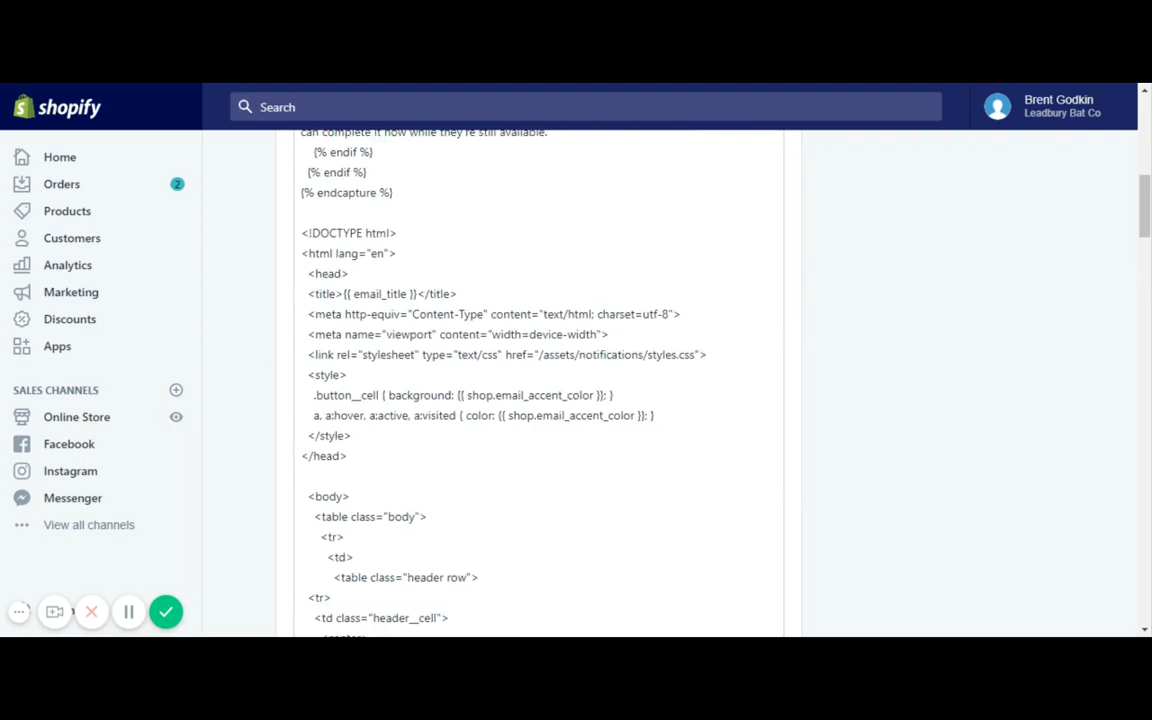 shopify
Search
Brent Godkin
Leadbury Bat Co
Home
Orders
2
Products
Customers
Analytics
Marketing
Discounts
Apps
SALES CHANNELS
Online Store
Facebook
Instagram
Messenger
View all channels
can complete it now while they're still available.
{% endif %}
{% endif %}
{% endcapture %}
<!DOCTYPE html>
<html lang="en">
<head>
<title>{{ email_title }}</title>
<meta http-equiv="Content-Type" content="text/html; charset=utf-8">
<meta name="viewport" content="width=device-width">
<link rel="stylesheet" type="text/css" href="/assets/notifications/styles.css">
<style>
.button__cell { background: {{ shop.email_accent_color }}; }
a, a:hover, a:active, a:visited { color: {{ shop.email_accent_color }}; }
</style>
</head>
<body>
<table class="body">
<tr>
<td>
<table class="header row">
<tr>
<td class="header__cell">